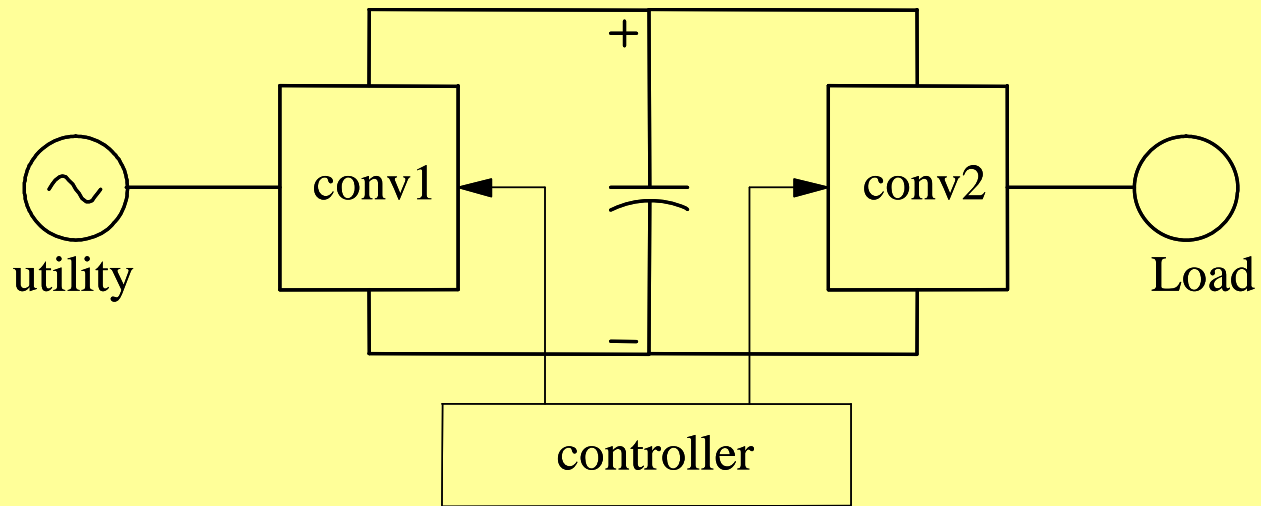 +
conv1
conv2
utility
Load
−
controller